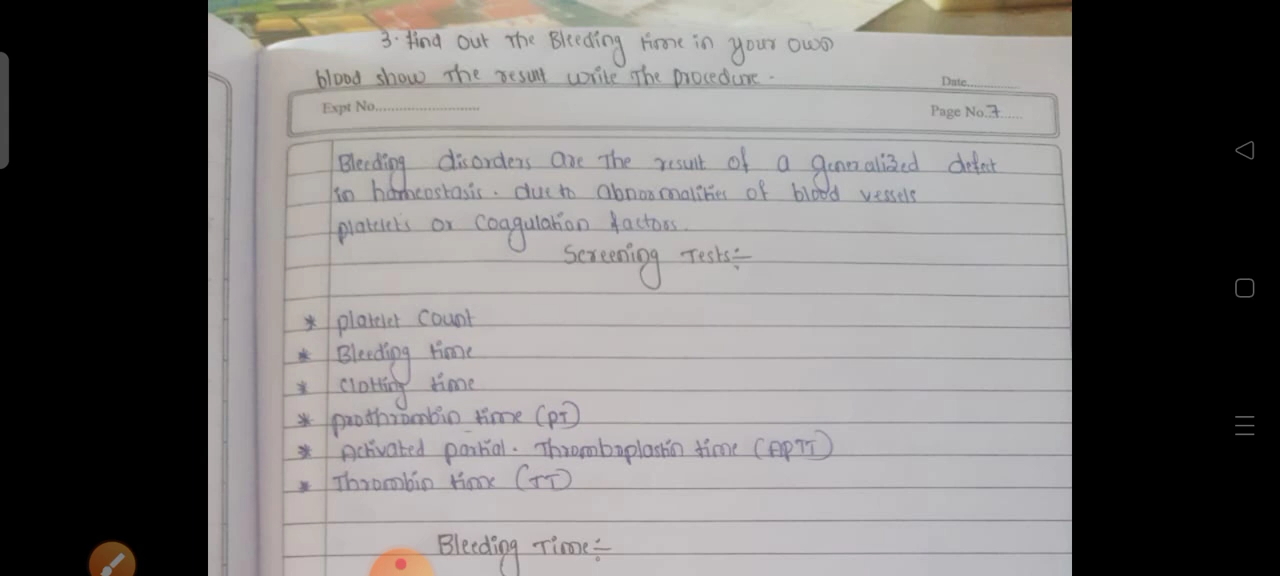 3. find out The Bleeding time in your own
blood show The result write The procedure.
Date..............
Expt No..........................
Page No. 7......
Bleeding disorders are The result of a generalized defect
in homeostasis. due to abnormalities of blood vessels
platelets or coagulation factors.
Screening Tests:-
* platelet count
* Bleeding time
* Clotting time
* prothrombin time (PT)
* Activated partial. Thromboplastin time (APTT)
* Thrombin time (TT)
Bleeding Time:-